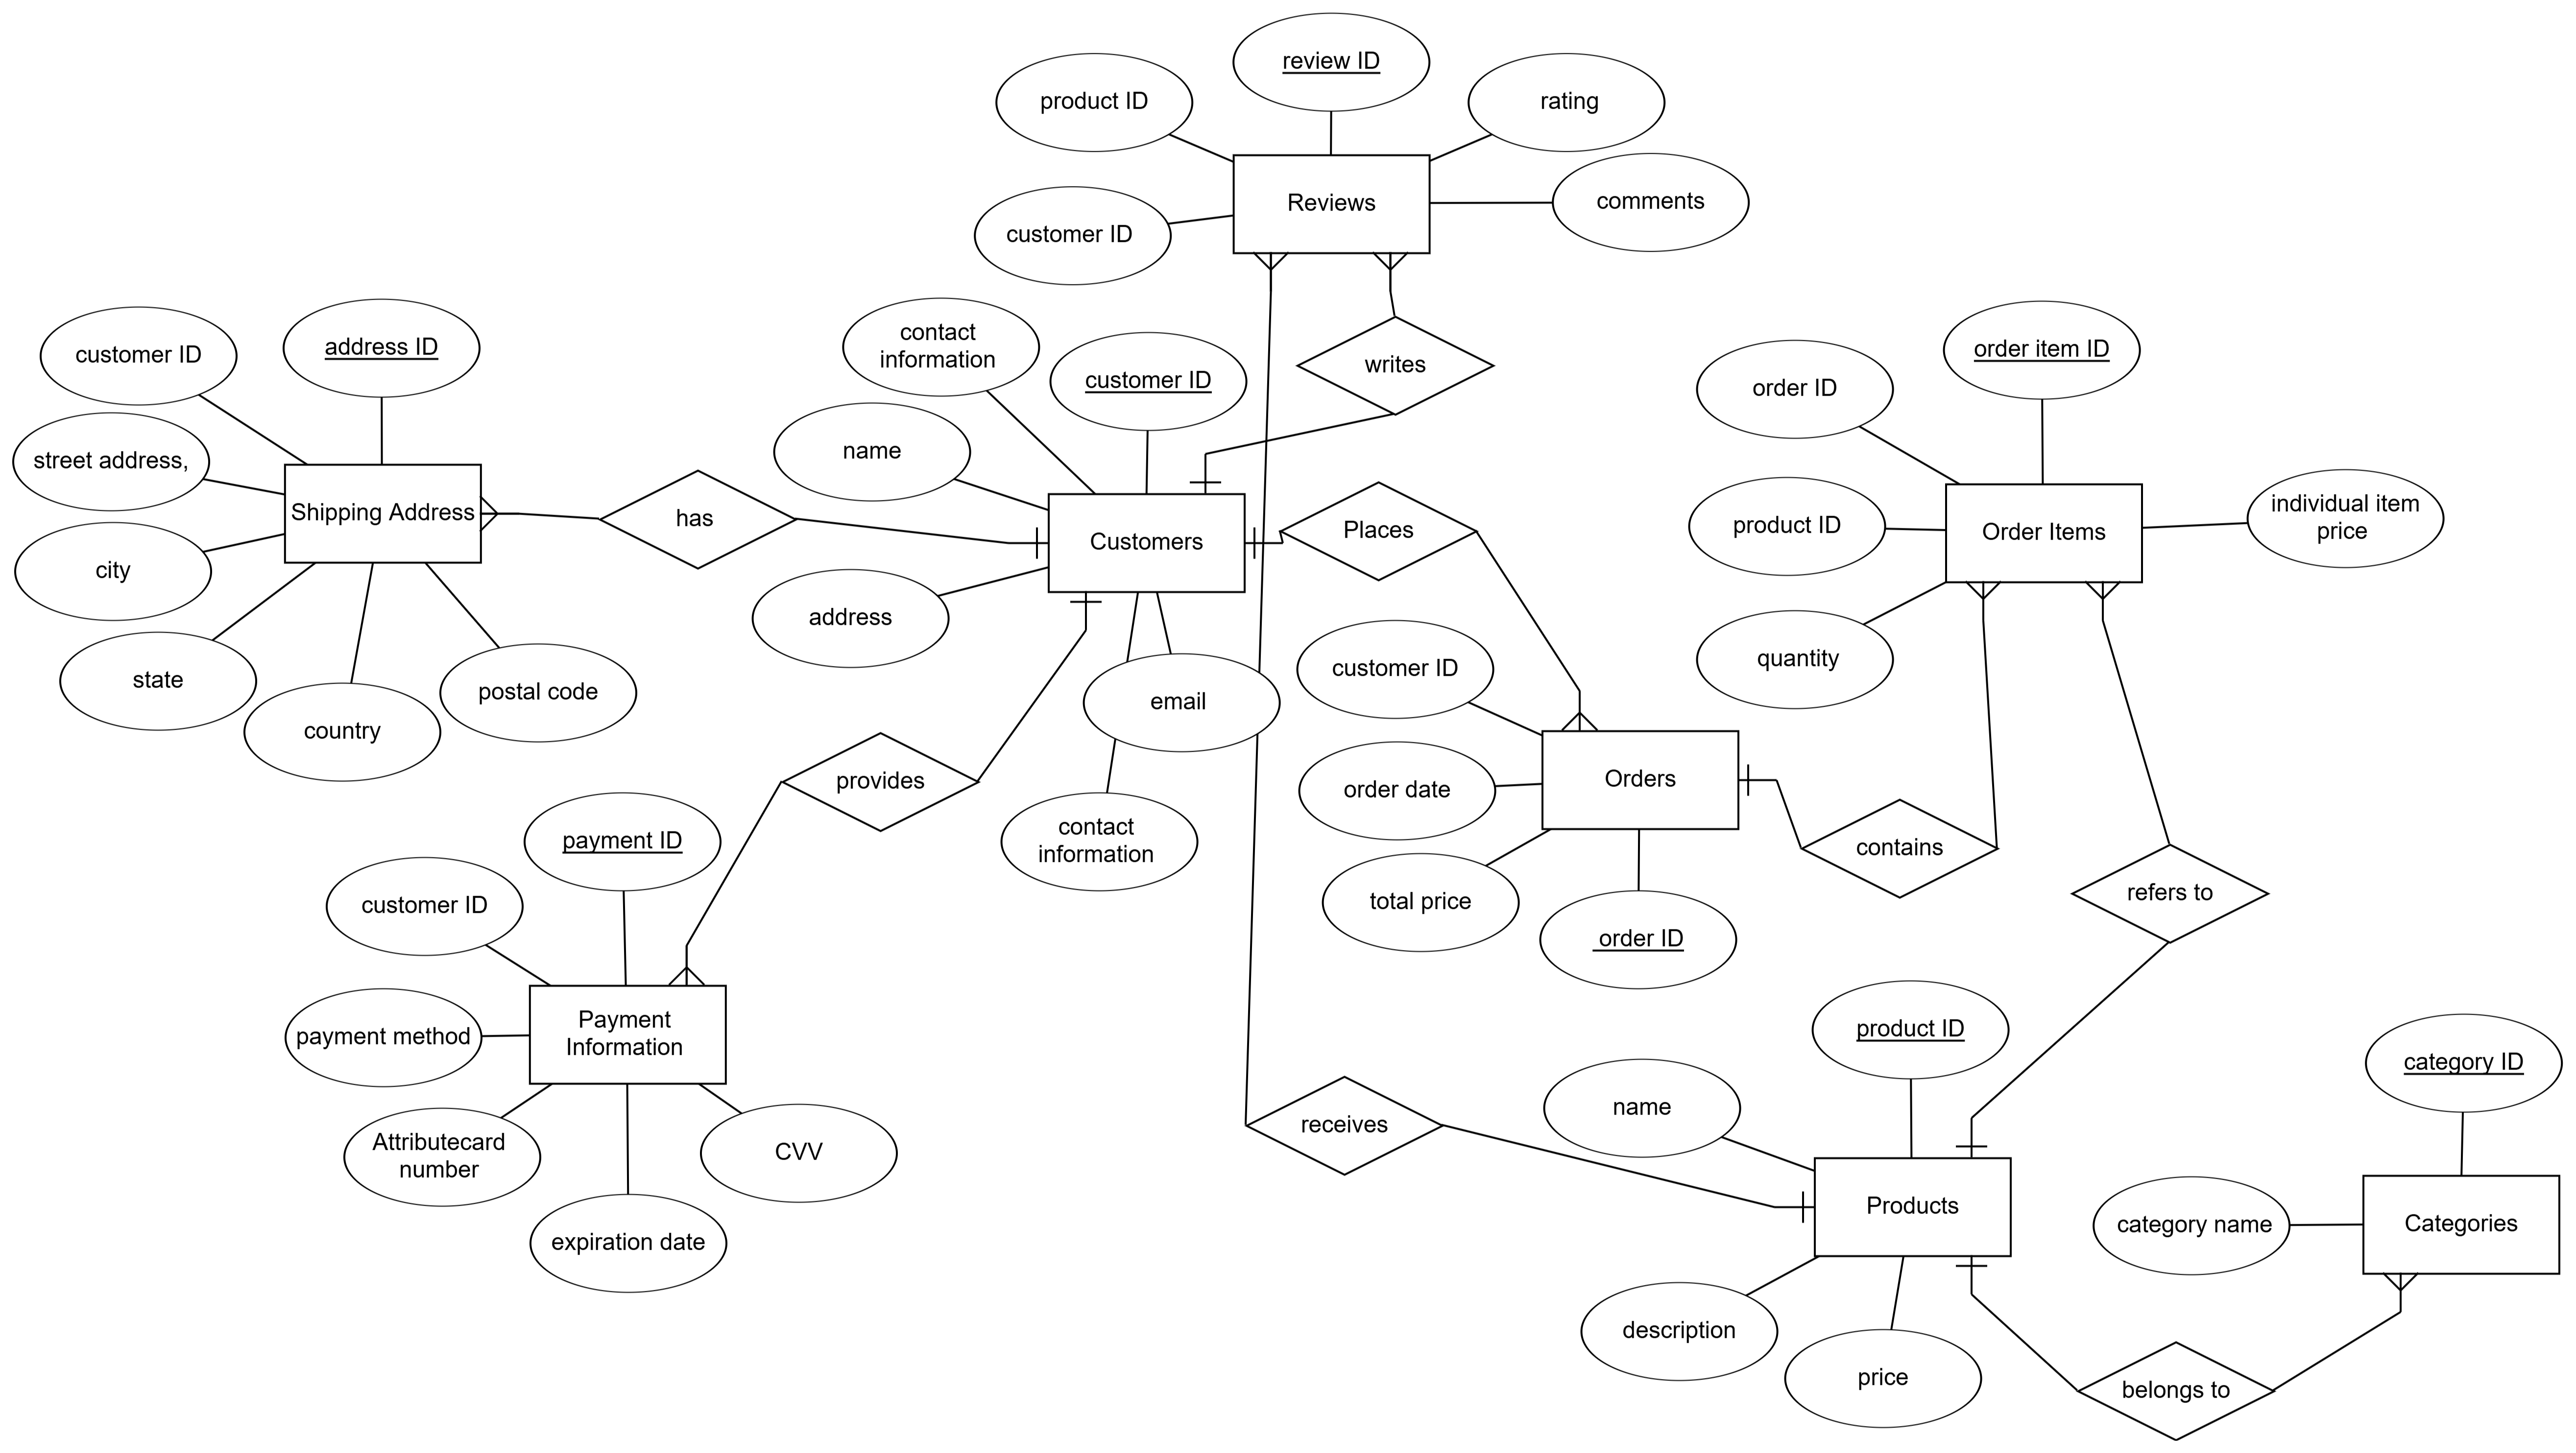 review ID
product ID
rating
Reviews
comments
customer ID
contact
information
customer ID
address ID
customer ID
writes
order item ID
order ID
name
street address,
Shipping Address
has
Customers
Places
product ID
Order Items
individual item
price
city
address
customer ID
quantity
state
country
postal code
email
provides
order date
Orders
contact
information
contains
payment ID
customer ID
total price
order ID
refers to
Payment
Information
payment method
product ID
category ID
name
Attributecard
number
CVV
receives
Products
category name
Categories
expiration date
description
price
belongs to